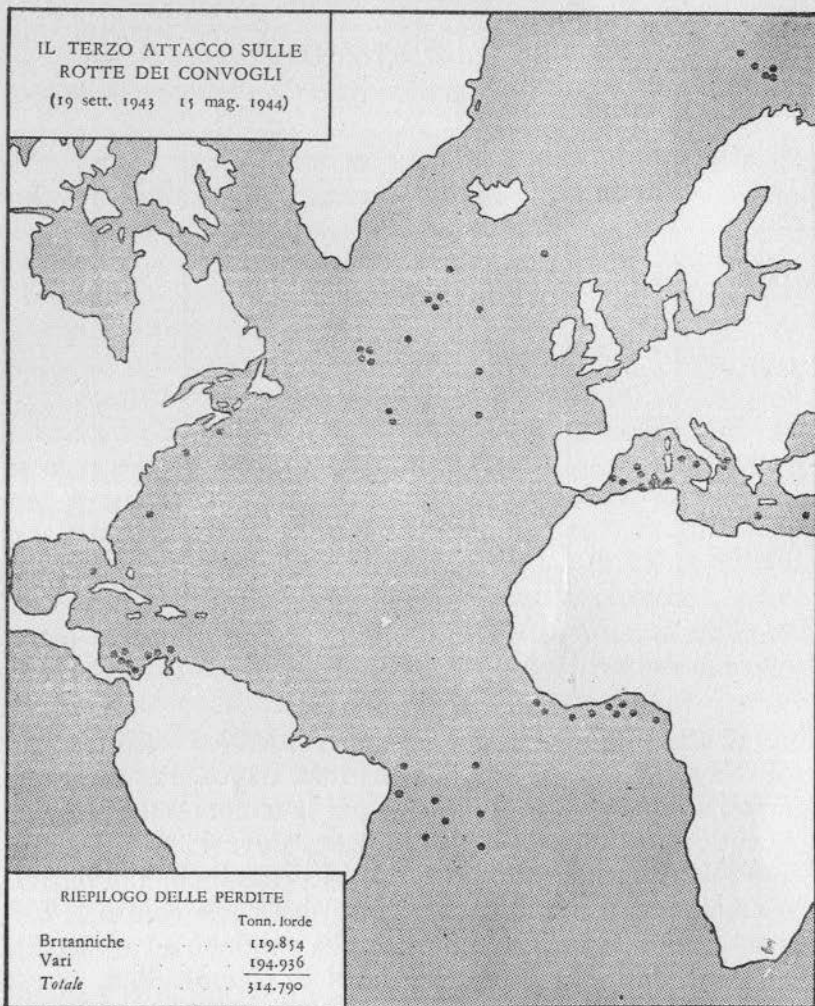 IL TERZO ATTACCO SULLE
ROTTE DEI CONVOGLI
(19 sett. 1943 15 mag. 1944)
RIEPILOGO DELLE PERDITE
Tonn. lorde
Britanniche 119.854
Vari 194.936
Totale 314.790